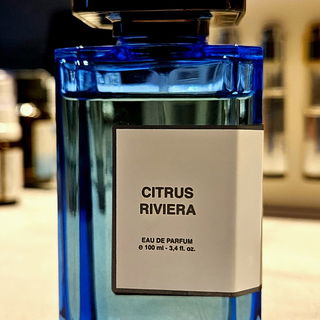 CITRUS
RIVIERA
EAU DE PARFUM
℮ 100 ml - 3,4 fl. oz.